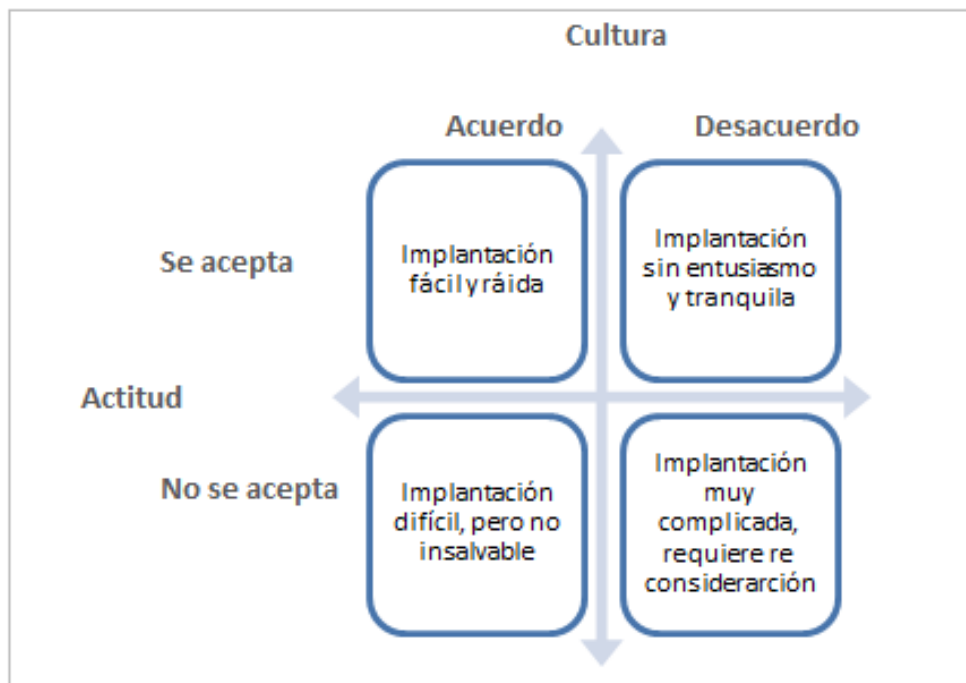 Cultura
Acuerdo
Desacuerdo
Se acepta
Implantación
fácil y ráida
Implantación
sin entusiasmo
y tranquila
Actitud
No se acepta
Implantación
difícil, pero no
insalvable
Implantación
muy
complicada,
requiere re
considerarción